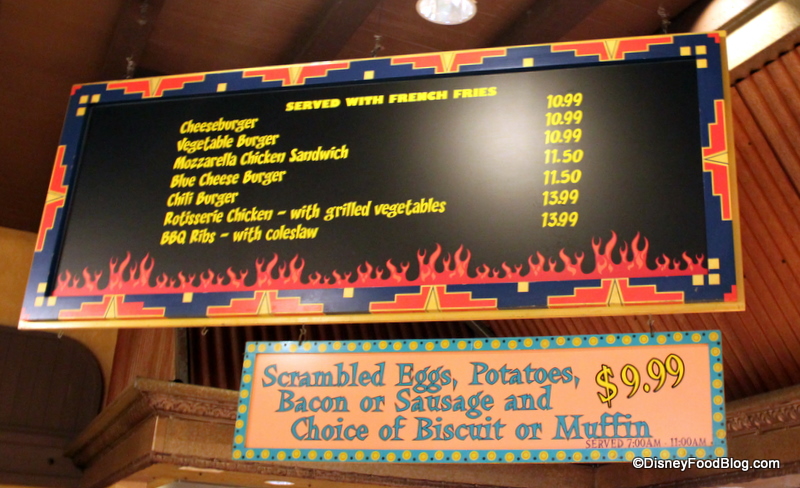 SERVED WITH FRENCH FRIES
Cheeseburger 10.99
Vegetable Burger 10.99
Mozzarella Chicken Sandwich 10.99
Blue Cheese Burger 11.50
Chili Burger 11.50
Rotisserie Chicken - with grilled vegetables 13.99
BBQ Ribs - with coleslaw 13.99
Scrambled Eggs, Potatoes, $9.99
Bacon or Sausage and
Choice of Biscuit or Muffin
SERVED 7:00AM - 11:00AM
©DisneyFoodBlog.com